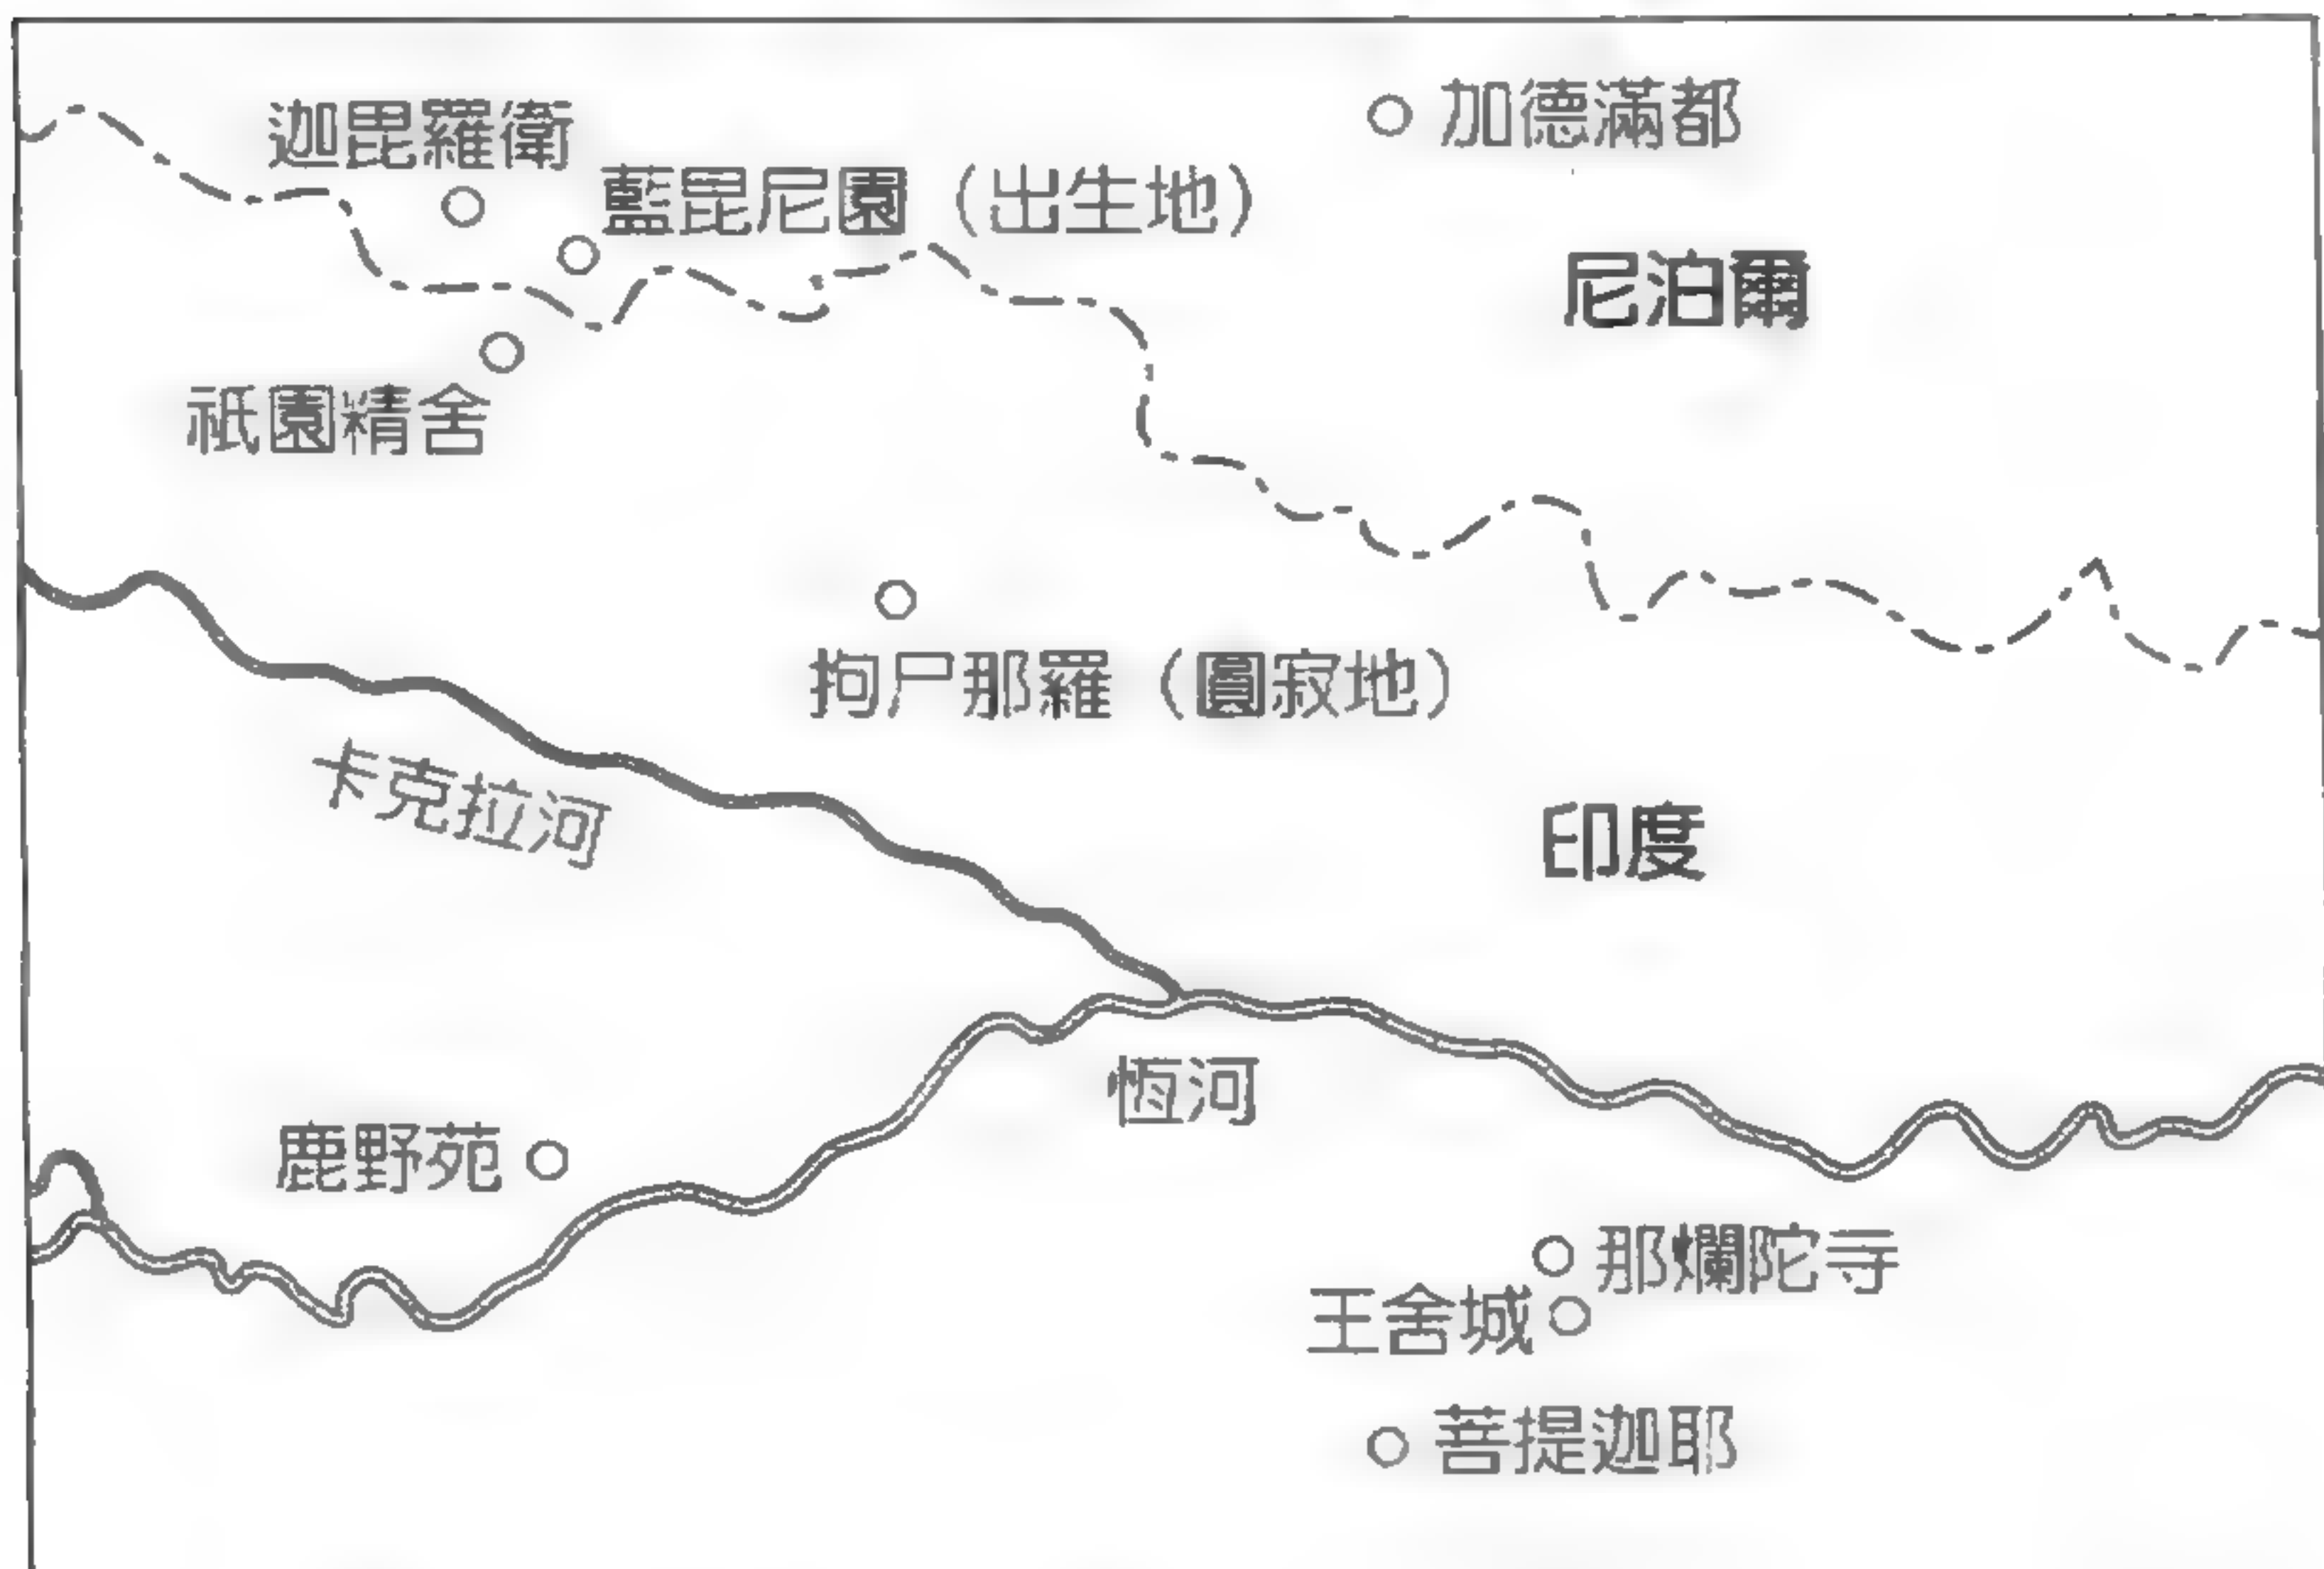 加德滿都
迦毘羅衛
藍毘尼園（出生地）
尼泊爾
祇園精舍
拘尸那羅（圓寂地）
卡克拉河
印度
恆河
鹿野苑
那爛陀寺
王舍城
菩提迦耶